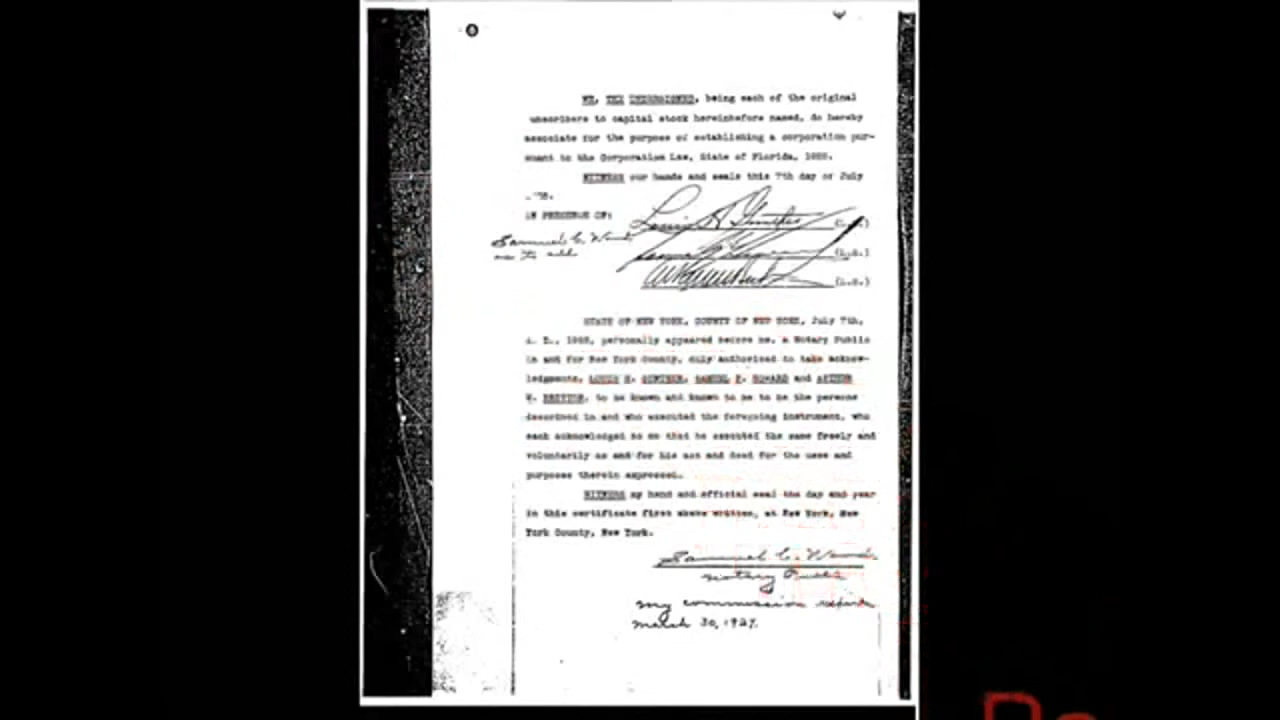 WE, THE UNDERSIGNED, being each of the original
subscribers to capital stock hereinbefore named, do hereby
associate for the purpose of establishing a corporation pur-
suant to the Corporation Law, State of Florida, 1925.
WITNESS our hands and seals this 7th day of July
IN PRESENCE OF:
Samuel C. Wood
as to all
(L.S.)
(L.S.)
(L.S.)
STATE OF NEW YORK, COUNTY OF NEW YORK, July 7th,
A. D., 1925, personally appeared before me, a Notary Public
in and for New York County, duly authorized to take acknow-
ledgments, LOUIS H. GUNTHER, SAMUEL F. HOWARD and ARTHUR
W. BRITTON, to me known and known to me to be the persons
described in and who executed the foregoing instrument, who
each acknowledged to me that he executed the same freely and
voluntarily as and for his act and deed for the uses and
purposes therein expressed.
WITNESS my hand and official seal the day and year
in this certificate first above written, at New York, New
York County, New York.
Samuel C. Wood
Notary Public
My commission expires
March 30, 1927.